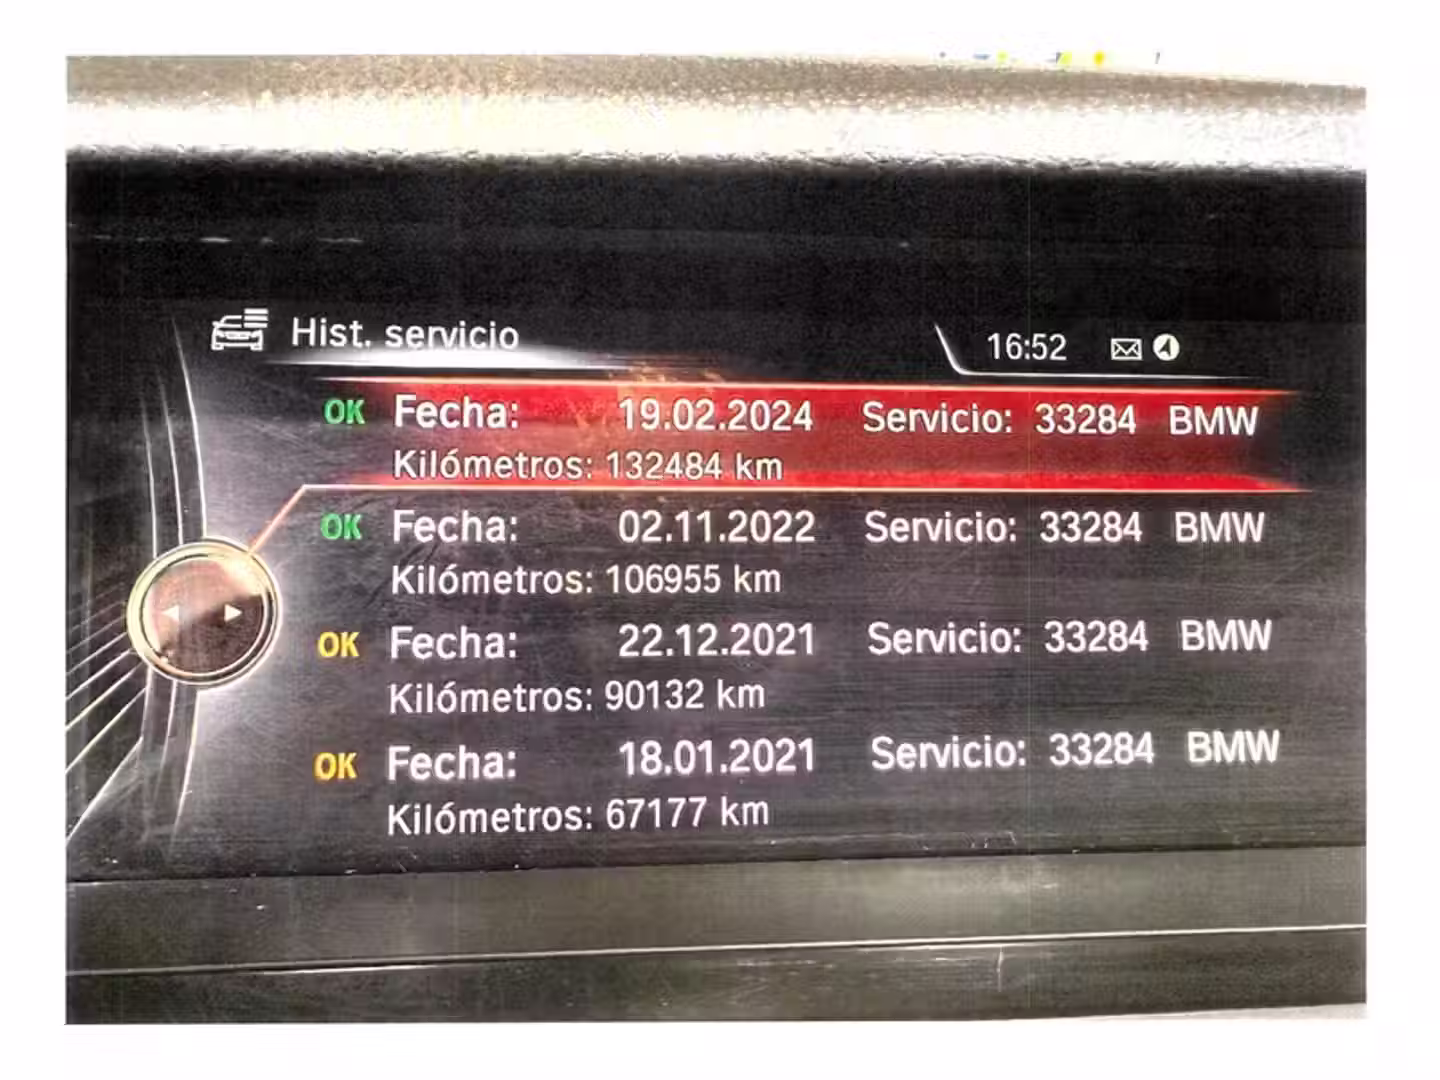 Hist. servicio 16:52
OK Fecha: 19.02.2024 Servicio: 33284 BMW
Kilómetros: 132484 km
OK Fecha: 02.11.2022 Servicio: 33284 BMW
Kilómetros: 106955 km
OK Fecha: 22.12.2021 Servicio: 33284 BMW
Kilómetros: 90132 km
OK Fecha: 18.01.2021 Servicio: 33284 BMW
Kilómetros: 67177 km